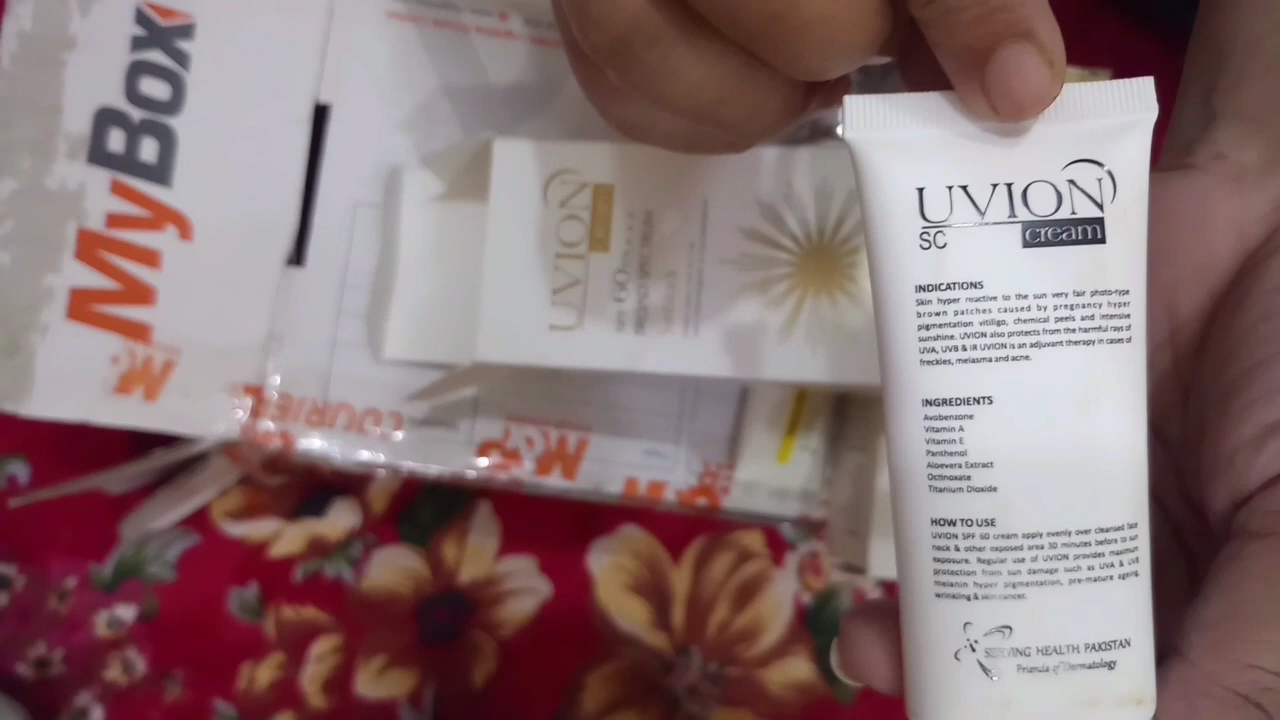 MyBox
UVION
SPF 60
COURIER
M&P
UVION
SC
cream
INDICATIONS
Skin hyper reactive to the sun very fair photo-type
brown patches caused by pregnancy hyper
pigmentation vitiligo, chemical peels and intensive
sunshine. UVION also protects from the harmful rays of
UVA, UVB & IR UVION is an adjuvant therapy in cases of
freckles, melasma and acne.
INGREDIENTS
Avobenzone
Vitamin A
Vitamin E
Panthenol
Aloevera Extract
Octinoxate
Titanium Dioxide
HOW TO USE
UVION SPF 60 cream apply evenly over cleansed face
neck & other exposed area 30 minutes before to sun
exposure. Regular use of UVION provides maximum
protection from sun damage such as UVA & UVB
melanin hyper pigmentation, pre-mature ageing,
wrinkling & skin cancer.
SERVING HEALTH PAKISTAN
Friends of Dermatology